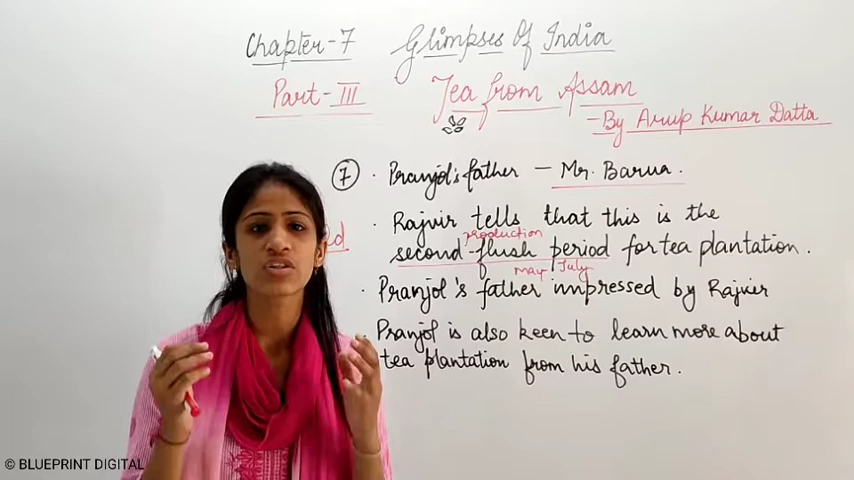 Chapter-7 Glimpses Of India
Part-III Tea from Assam
-By Arup Kumar Datta
7 · Pranjol's father - Mr. Barua.
· Rajvir tells that this is the
production
second-flush period for tea plantation.
may July
· Pranjol's father impressed by Rajvir
Pranjol is also keen to learn more about
tea plantation from his father.
© BLUEPRINT DIGITAL